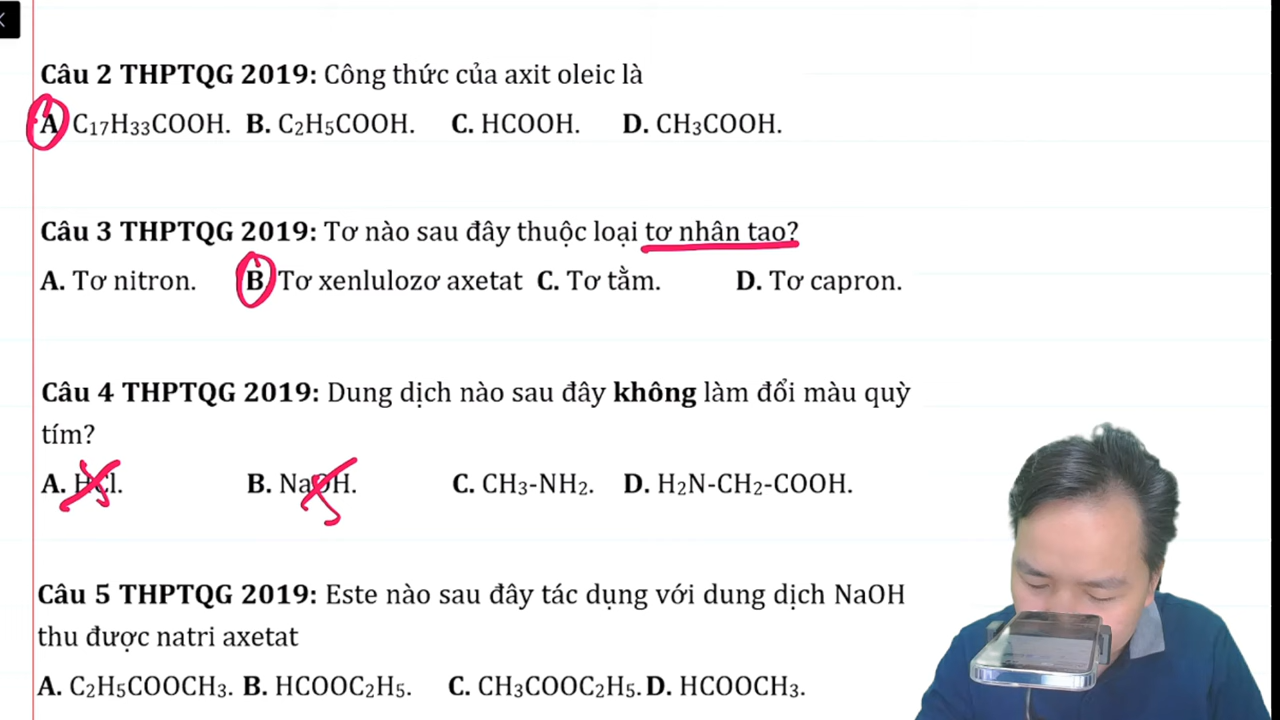 Câu 2 THPTQG 2019: Công thức của axit oleic là
A. C₁₇H₃₃COOH. B. C₂H₅COOH. C. HCOOH. D. CH₃COOH.
Câu 3 THPTQG 2019: Tơ nào sau đây thuộc loại tơ nhân tạo?
A. Tơ nitron. B. Tơ xenlulozơ axetat C. Tơ tằm. D. Tơ capron.
Câu 4 THPTQG 2019: Dung dịch nào sau đây không làm đổi màu quỳ
tím?
A. HCl. B. NaOH. C. CH₃-NH₂. D. H₂N-CH₂-COOH.
Câu 5 THPTQG 2019: Este nào sau đây tác dụng với dung dịch NaOH
thu được natri axetat
A. C₂H₅COOCH₃. B. HCOOC₂H₅. C. CH₃COOC₂H₅. D. HCOOCH₃.